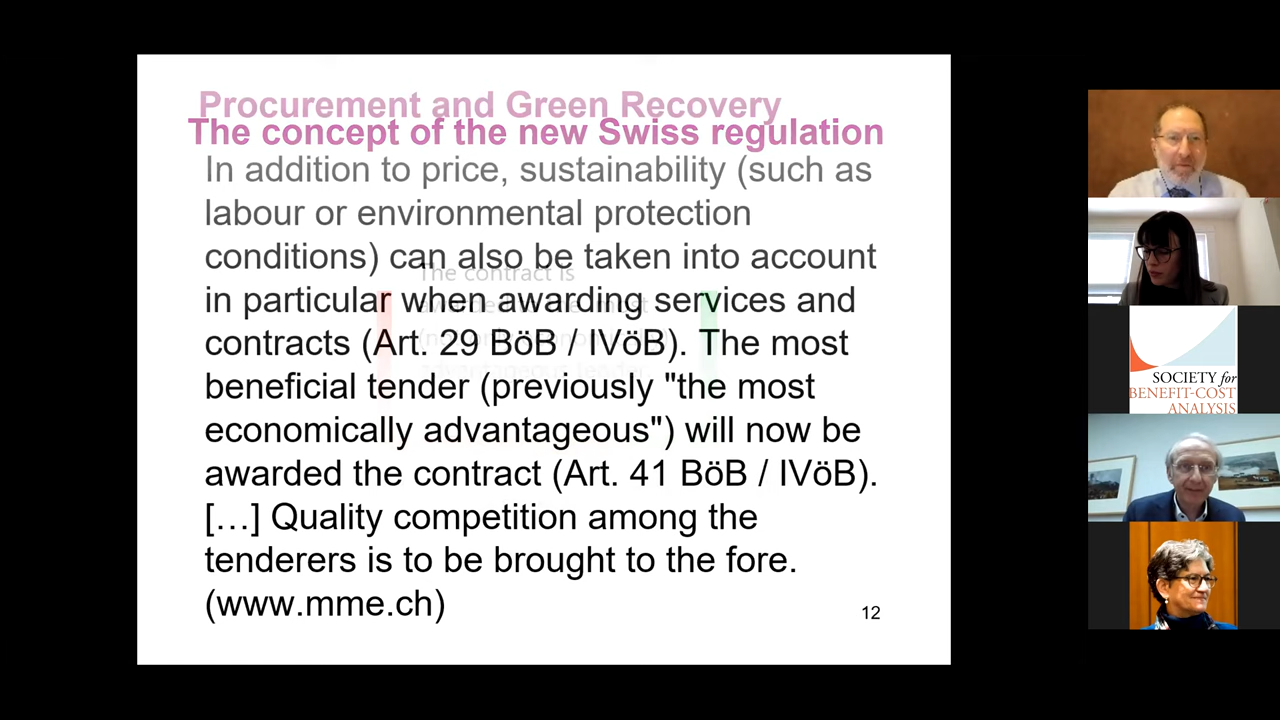 Procurement and Green Recovery
The concept of the new Swiss regulation
In addition to price, sustainability (such as
labour or environmental protection
conditions) can also be taken into account
in particular when awarding services and
contracts (Art. 29 BöB / IVöB). The most
beneficial tender (previously "the most
economically advantageous") will now be
awarded the contract (Art. 41 BöB / IVöB).
[…] Quality competition among the
tenderers is to be brought to the fore.
(www.mme.ch)
12
The contract is
SOCIETY for
BENEFIT-COST
ANALYSIS